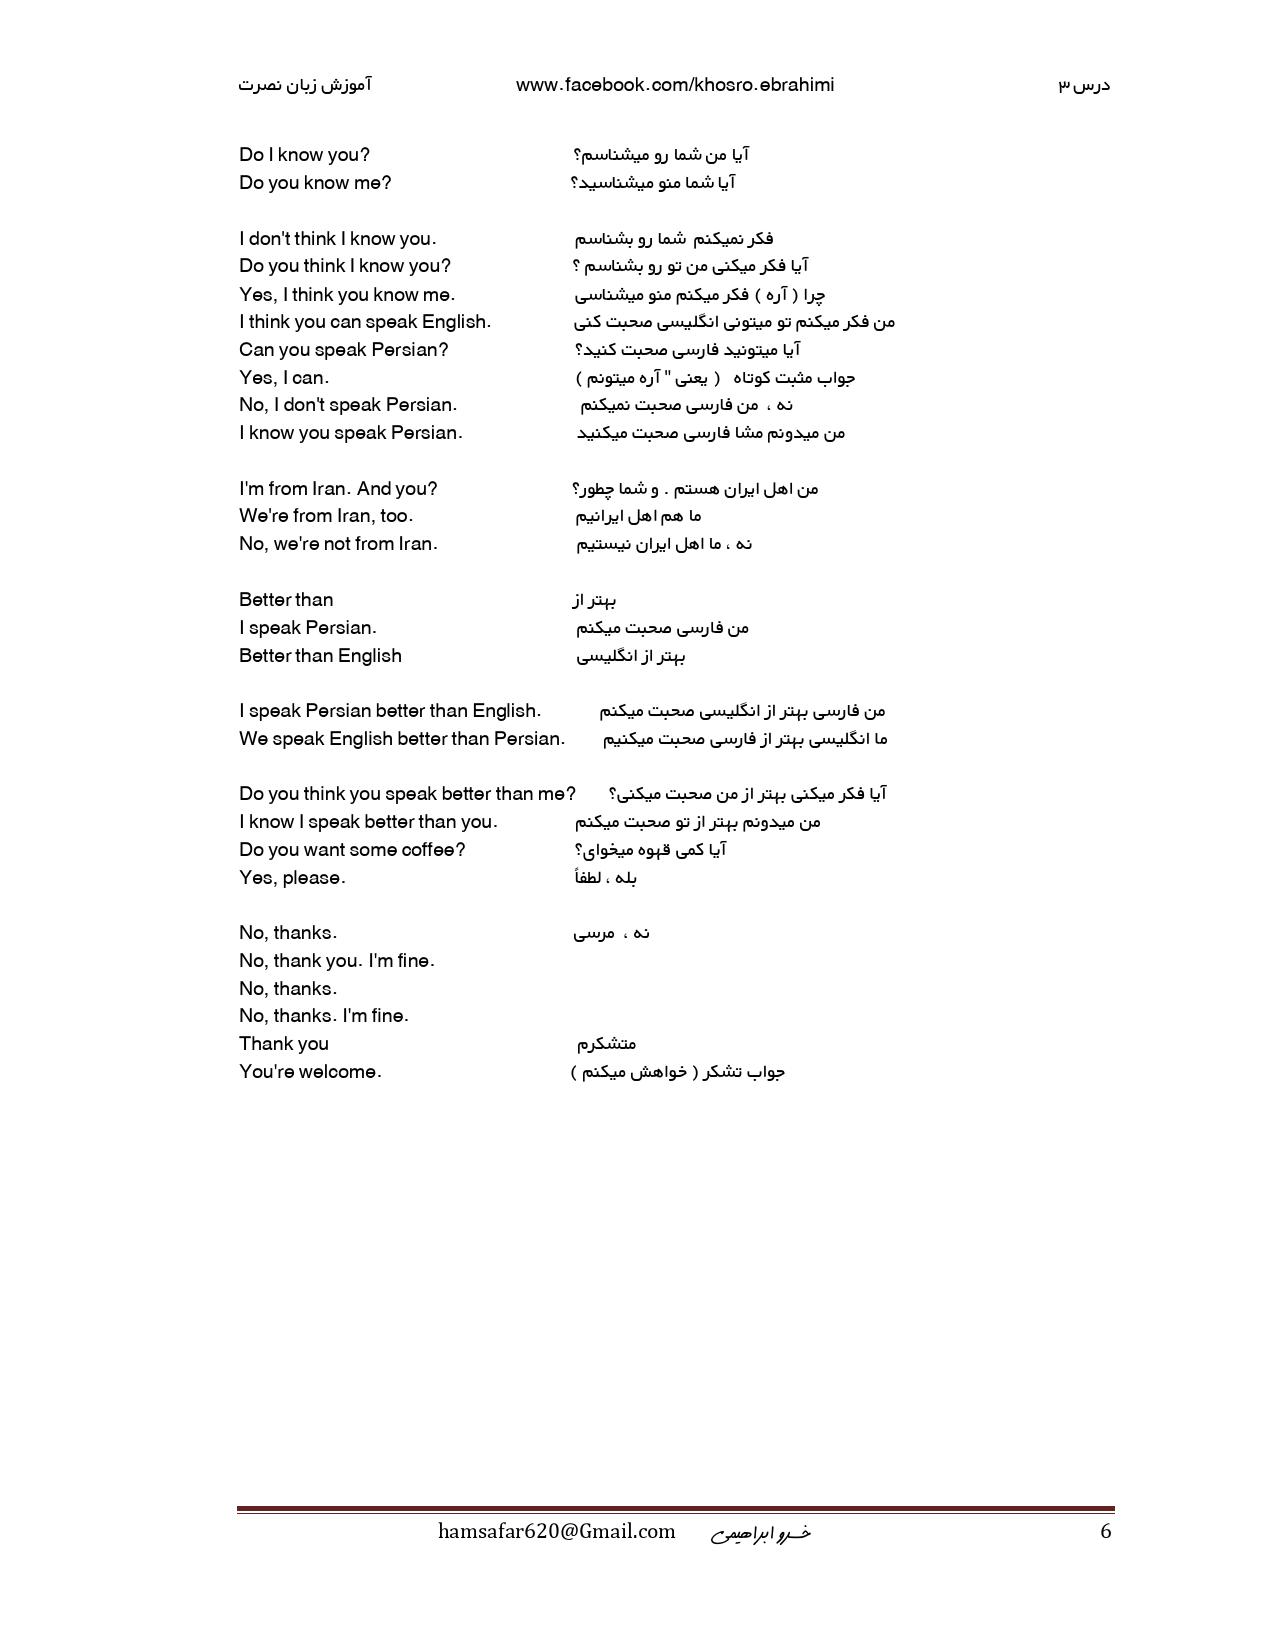 آموزش زبان نصرت www.facebook.com/khosro.ebrahimi درس ۳
Do I know you? آیا من شما رو میشناسم؟
Do you know me? آیا شما منو میشناسید؟
I don't think I know you. فکر نمیکنم شما رو بشناسم
Do you think I know you? آیا فکر میکنی من تو رو بشناسم ؟
Yes, I think you know me. چرا ( آره ) فکر میکنم منو میشناسی
I think you can speak English. من فکر میکنم تو میتونی انگلیسی صحبت کنی
Can you speak Persian? آیا میتونید فارسی صحبت کنید؟
Yes, I can. جواب مثبت کوتاه ( یعنی " آره میتونم )
No, I don't speak Persian. نه ، من فارسی صحبت نمیکنم
I know you speak Persian. من میدونم مشا فارسی صحبت میکنید
I'm from Iran. And you? من اهل ایران هستم . و شما چطور؟
We're from Iran, too. ما هم اهل ایرانیم
No, we're not from Iran. نه ، ما اهل ایران نیستیم
Better than بهتر از
I speak Persian. من فارسی صحبت میکنم
Better than English بهتر از انگلیسی
I speak Persian better than English. من فارسی بهتر از انگلیسی صحبت میکنم
We speak English better than Persian. ما انگلیسی بهتر از فارسی صحبت میکنیم
Do you think you speak better than me? آیا فکر میکنی بهتر از من صحبت میکنی؟
I know I speak better than you. من میدونم بهتر از تو صحبت میکنم
Do you want some coffee? آیا کمی قهوه میخوای؟
Yes, please. بله ، لطفاً
No, thanks. نه ، مرسی
No, thank you. I'm fine.
No, thanks.
No, thanks. I'm fine.
Thank you متشکرم
You're welcome. جواب تشکر ( خواهش میکنم )
hamsafar620@Gmail.com خسرو ابراهیمی 6